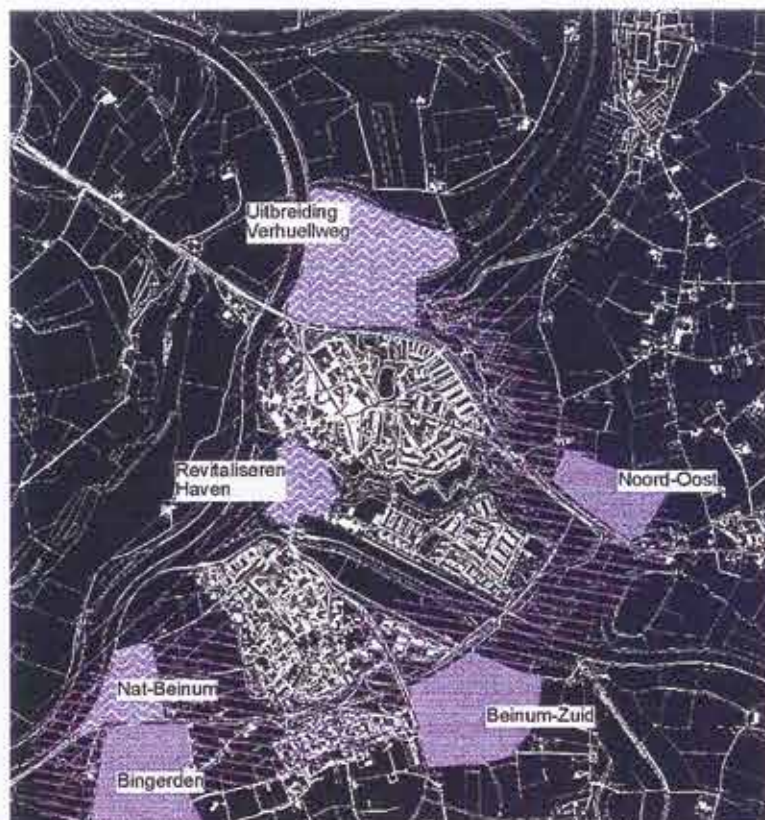 Uitbreiding
Verhuellweg
Revitaliseren
Haven
Noord-Oost
Nat-Beinum
Beinum-Zuid
Bingerden